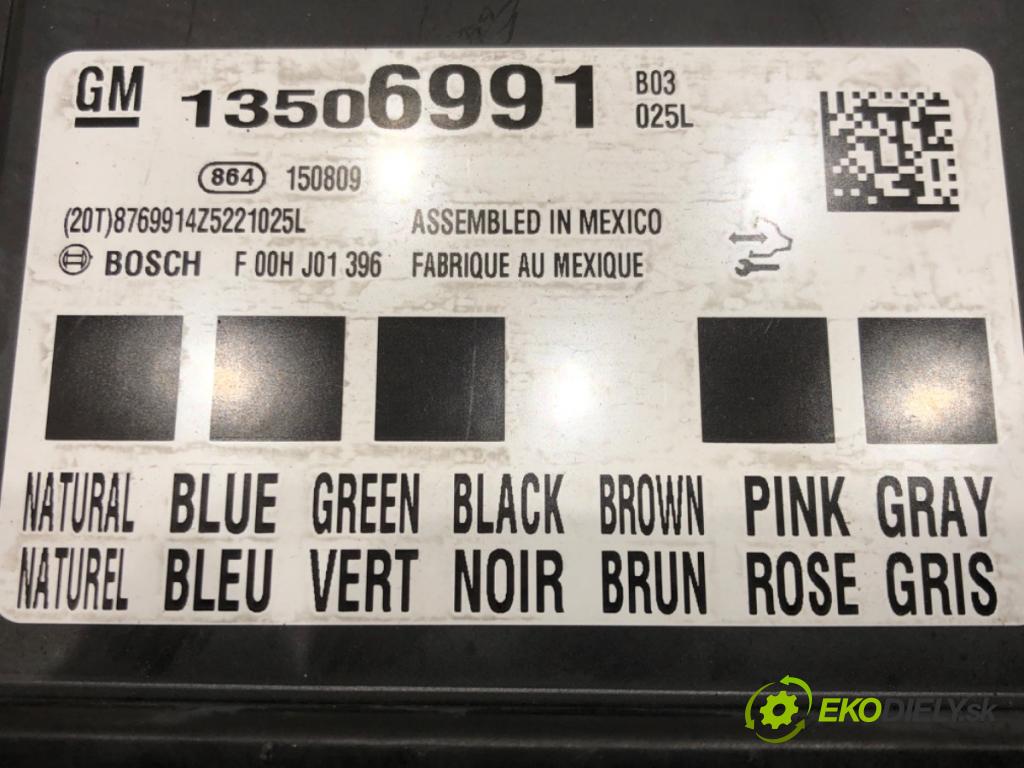 GM 13506991 B03
025L
864 150809
(20T)8769914Z5221025L ASSEMBLED IN MEXICO
BOSCH F 00H J01 396 FABRIQUE AU MEXIQUE
NATURAL BLUE GREEN BLACK BROWN PINK GRAY
NATUREL BLEU VERT NOIR BRUN ROSE GRIS
EKODIELY.sk